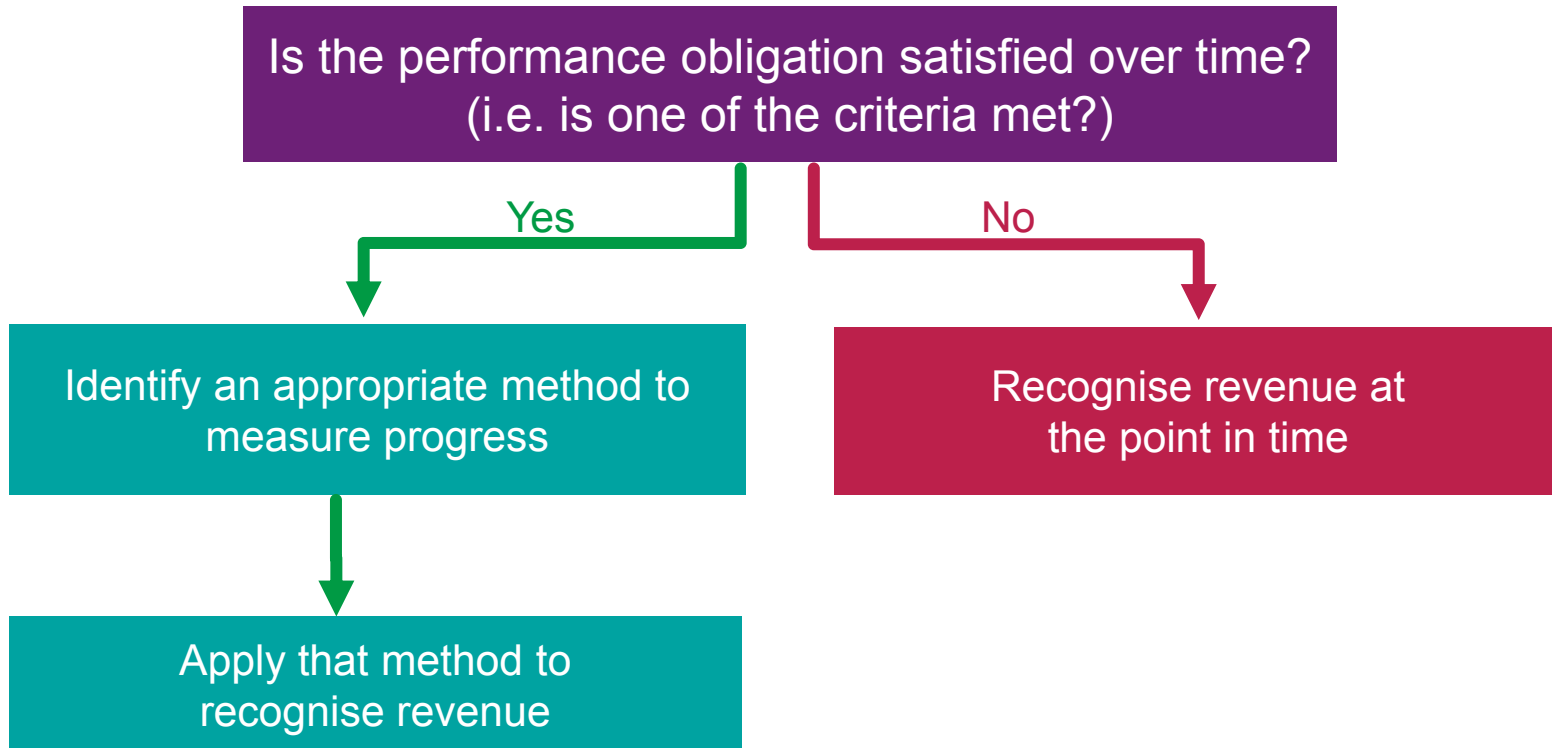 Is the performance obligation satisfied over time?
(i.e. is one of the criteria met?)
Yes
No
Identify an appropriate method to
measure progress
Recognise revenue at
the point in time
Apply that method to
recognise revenue